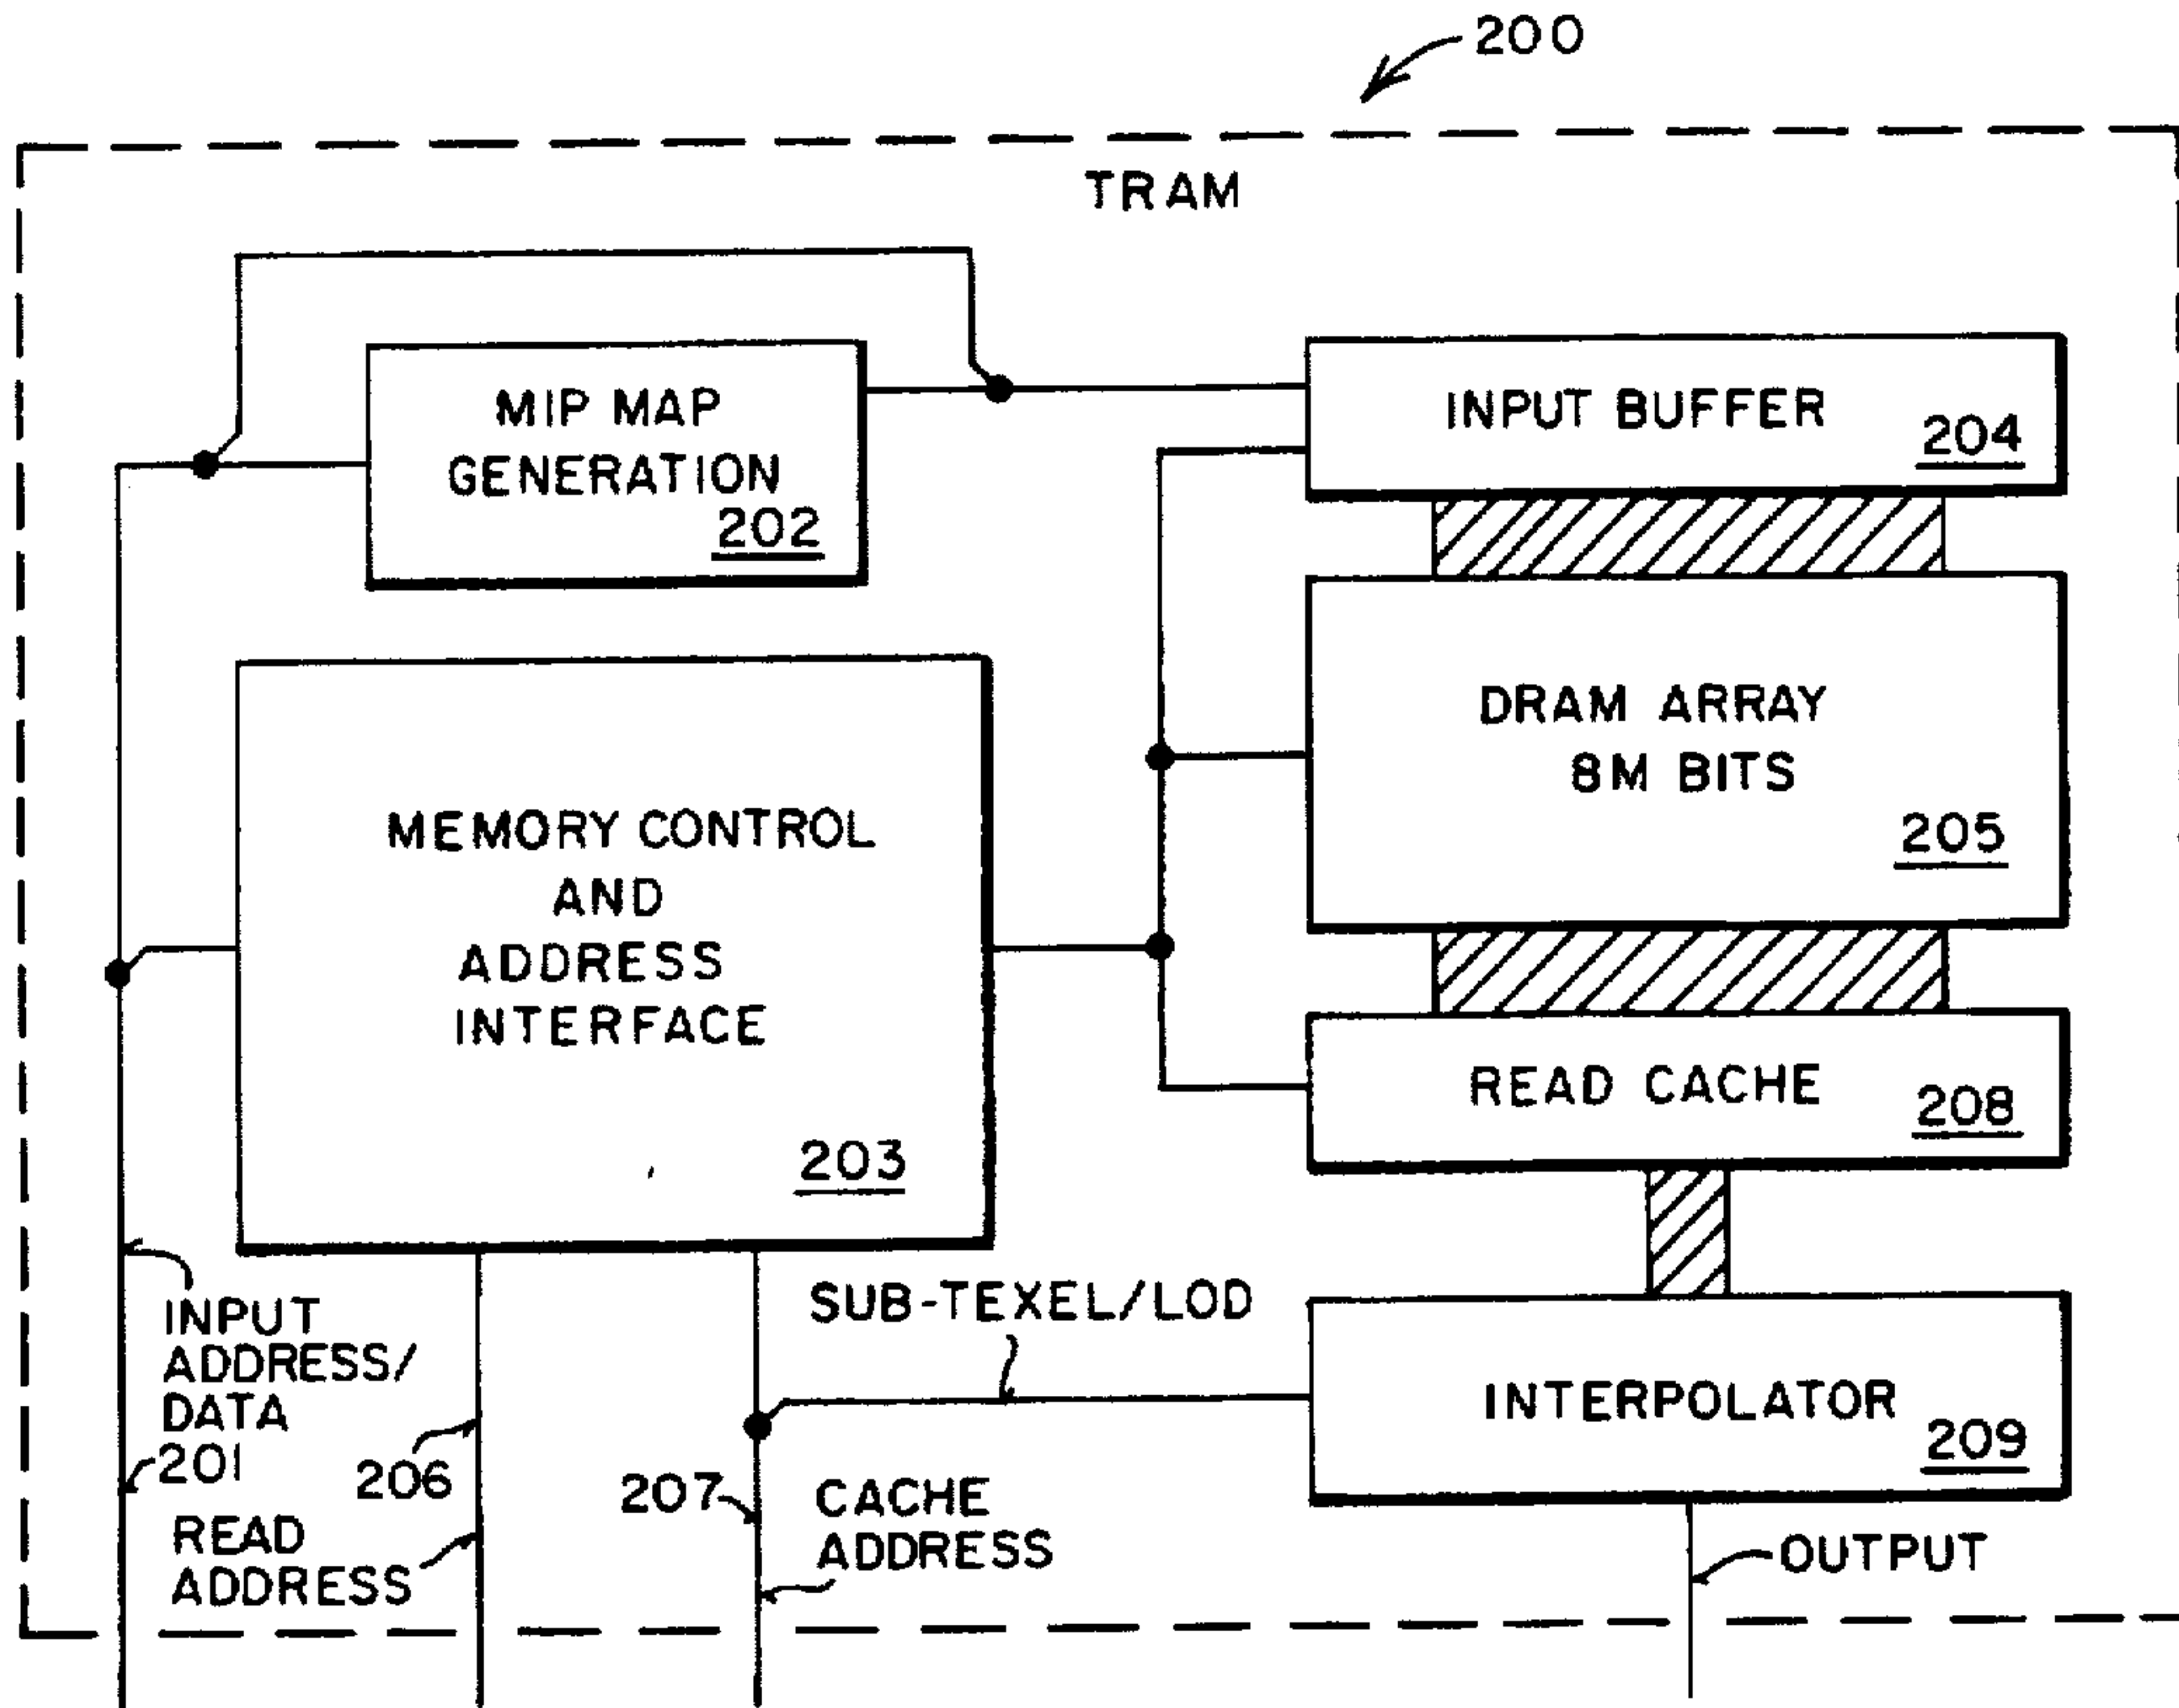 200
TRAM
MIP MAP
GENERATION
202
INPUT BUFFER
204
DRAM ARRAY
8M BITS
205
MEMORY CONTROL
AND
ADDRESS
INTERFACE
203
READ CACHE
208
SUB-TEXEL/LOD
INTERPOLATOR
209
INPUT
ADDRESS/
DATA
201
206
READ
ADDRESS
207
CACHE
ADDRESS
OUTPUT